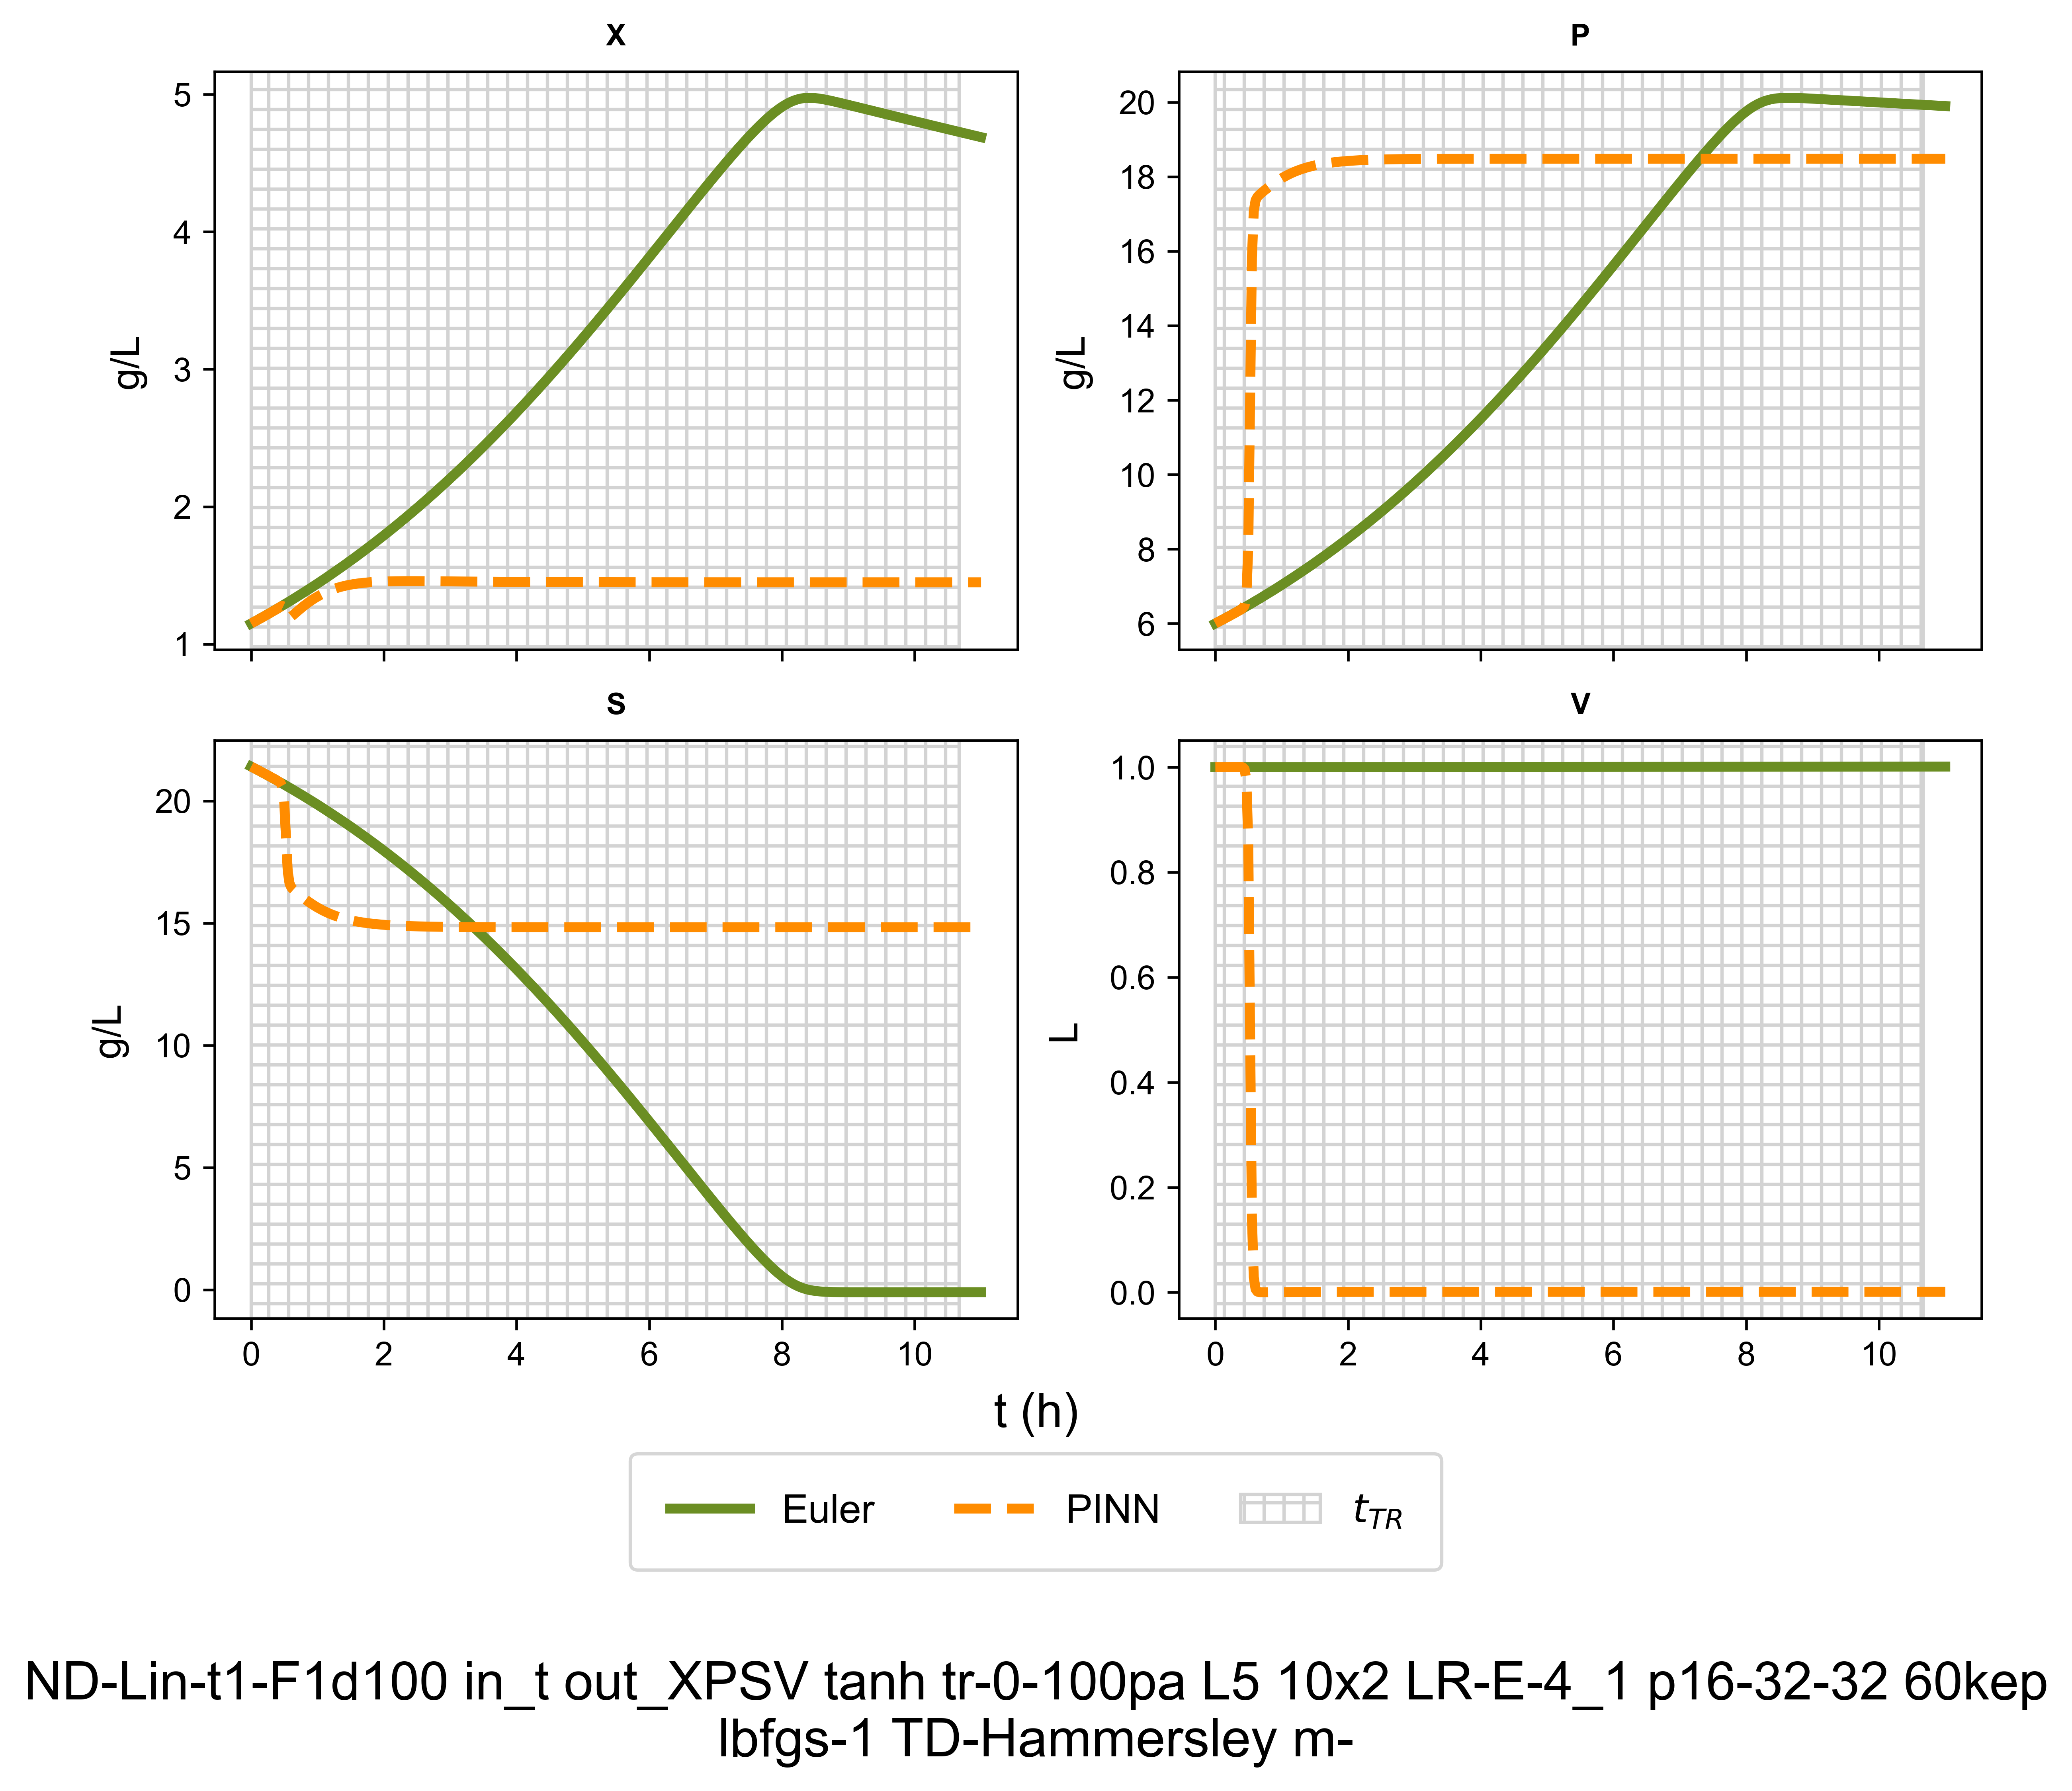 X
5
4
3
2
1
g/L
P
20
18
16
14
12
10
8
6
g/L
S
20
15
10
5
0
g/L
0 2 4 6 8 10
V
1.0
0.8
0.6
0.4
0.2
0.0
L
0 2 4 6 8 10
t (h)
Euler PINN t_TR
ND-Lin-t1-F1d100 in_t out_XPSV tanh tr-0-100pa L5 10x2 LR-E-4_1 p16-32-32 60kep
lbfgs-1 TD-Hammersley m-